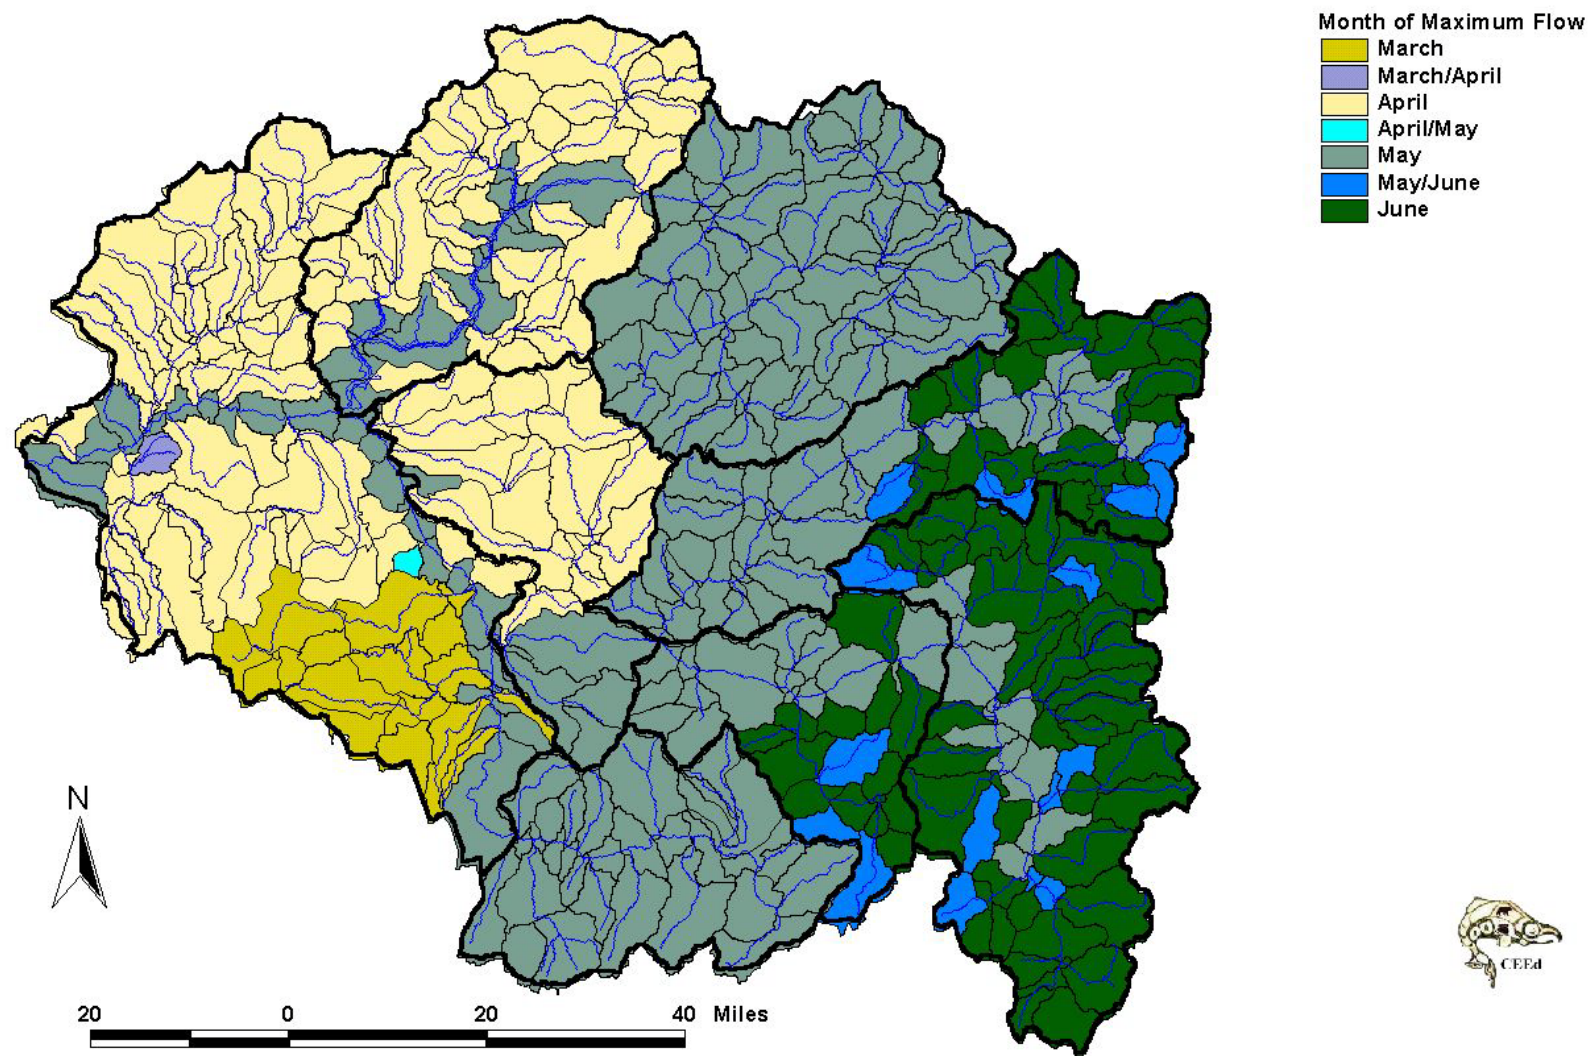 Month of Maximum Flow
March
March/April
April
April/May
May
May/June
June
N
CEEd
20 0 20 40 Miles